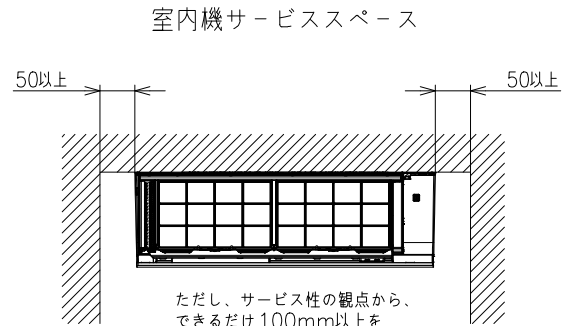 室内機サービススペース
50以上
50以上
ただし、サービス性の観点から、
できるだけ100mm以上を